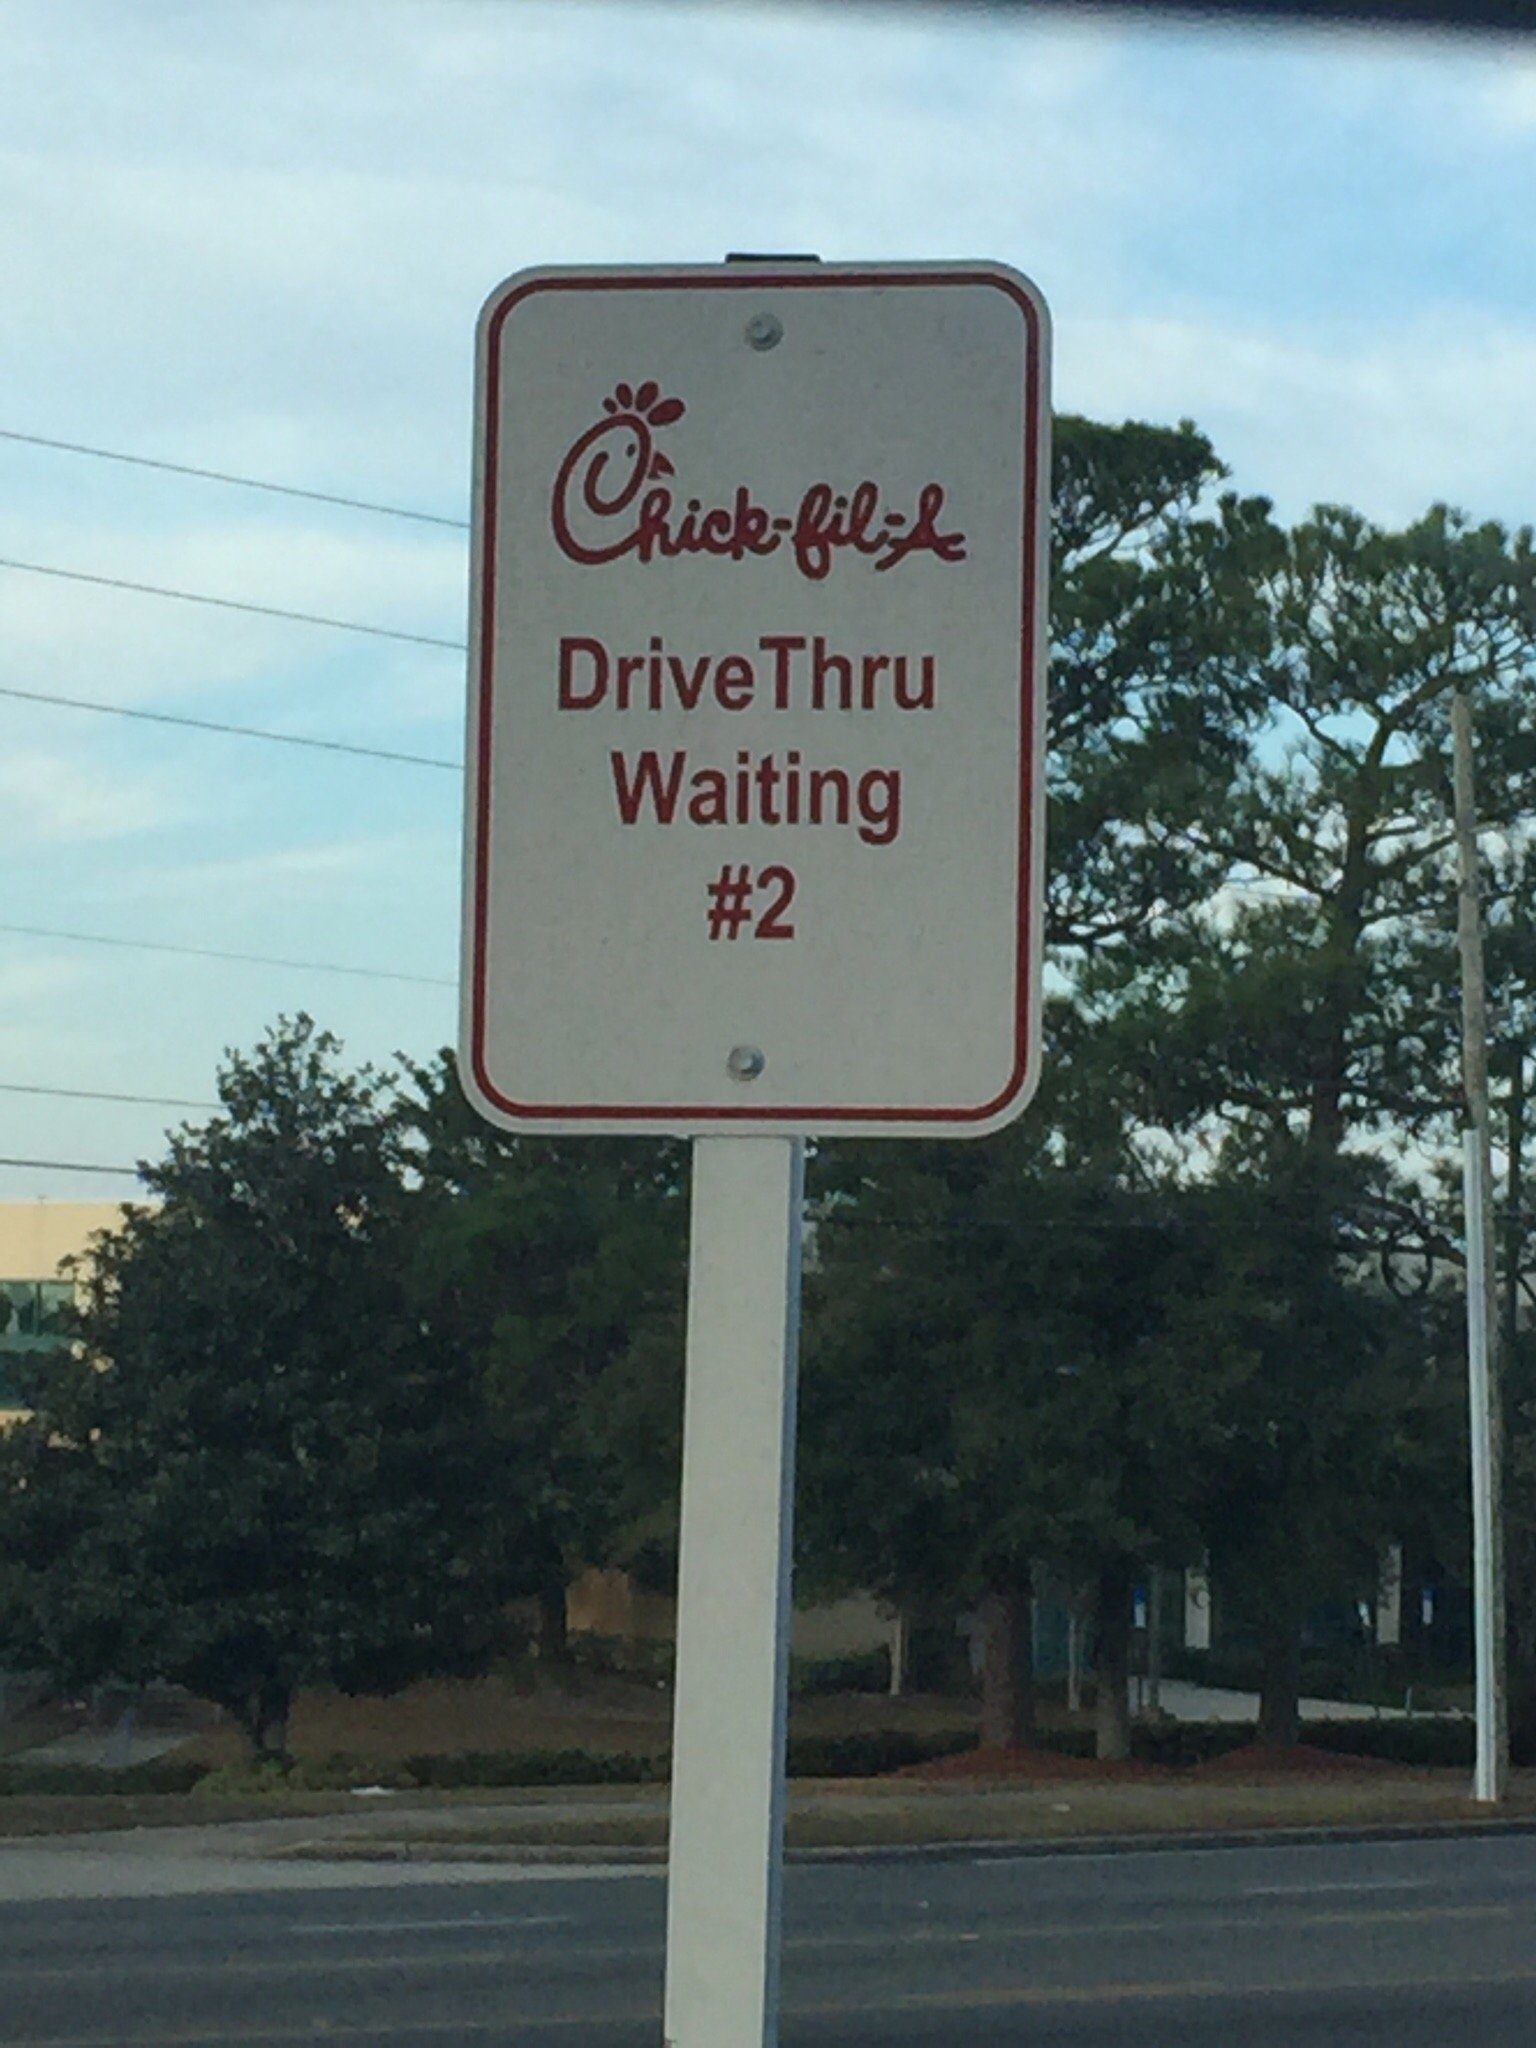 Chick-fil-A
DriveThru
Waiting
#2